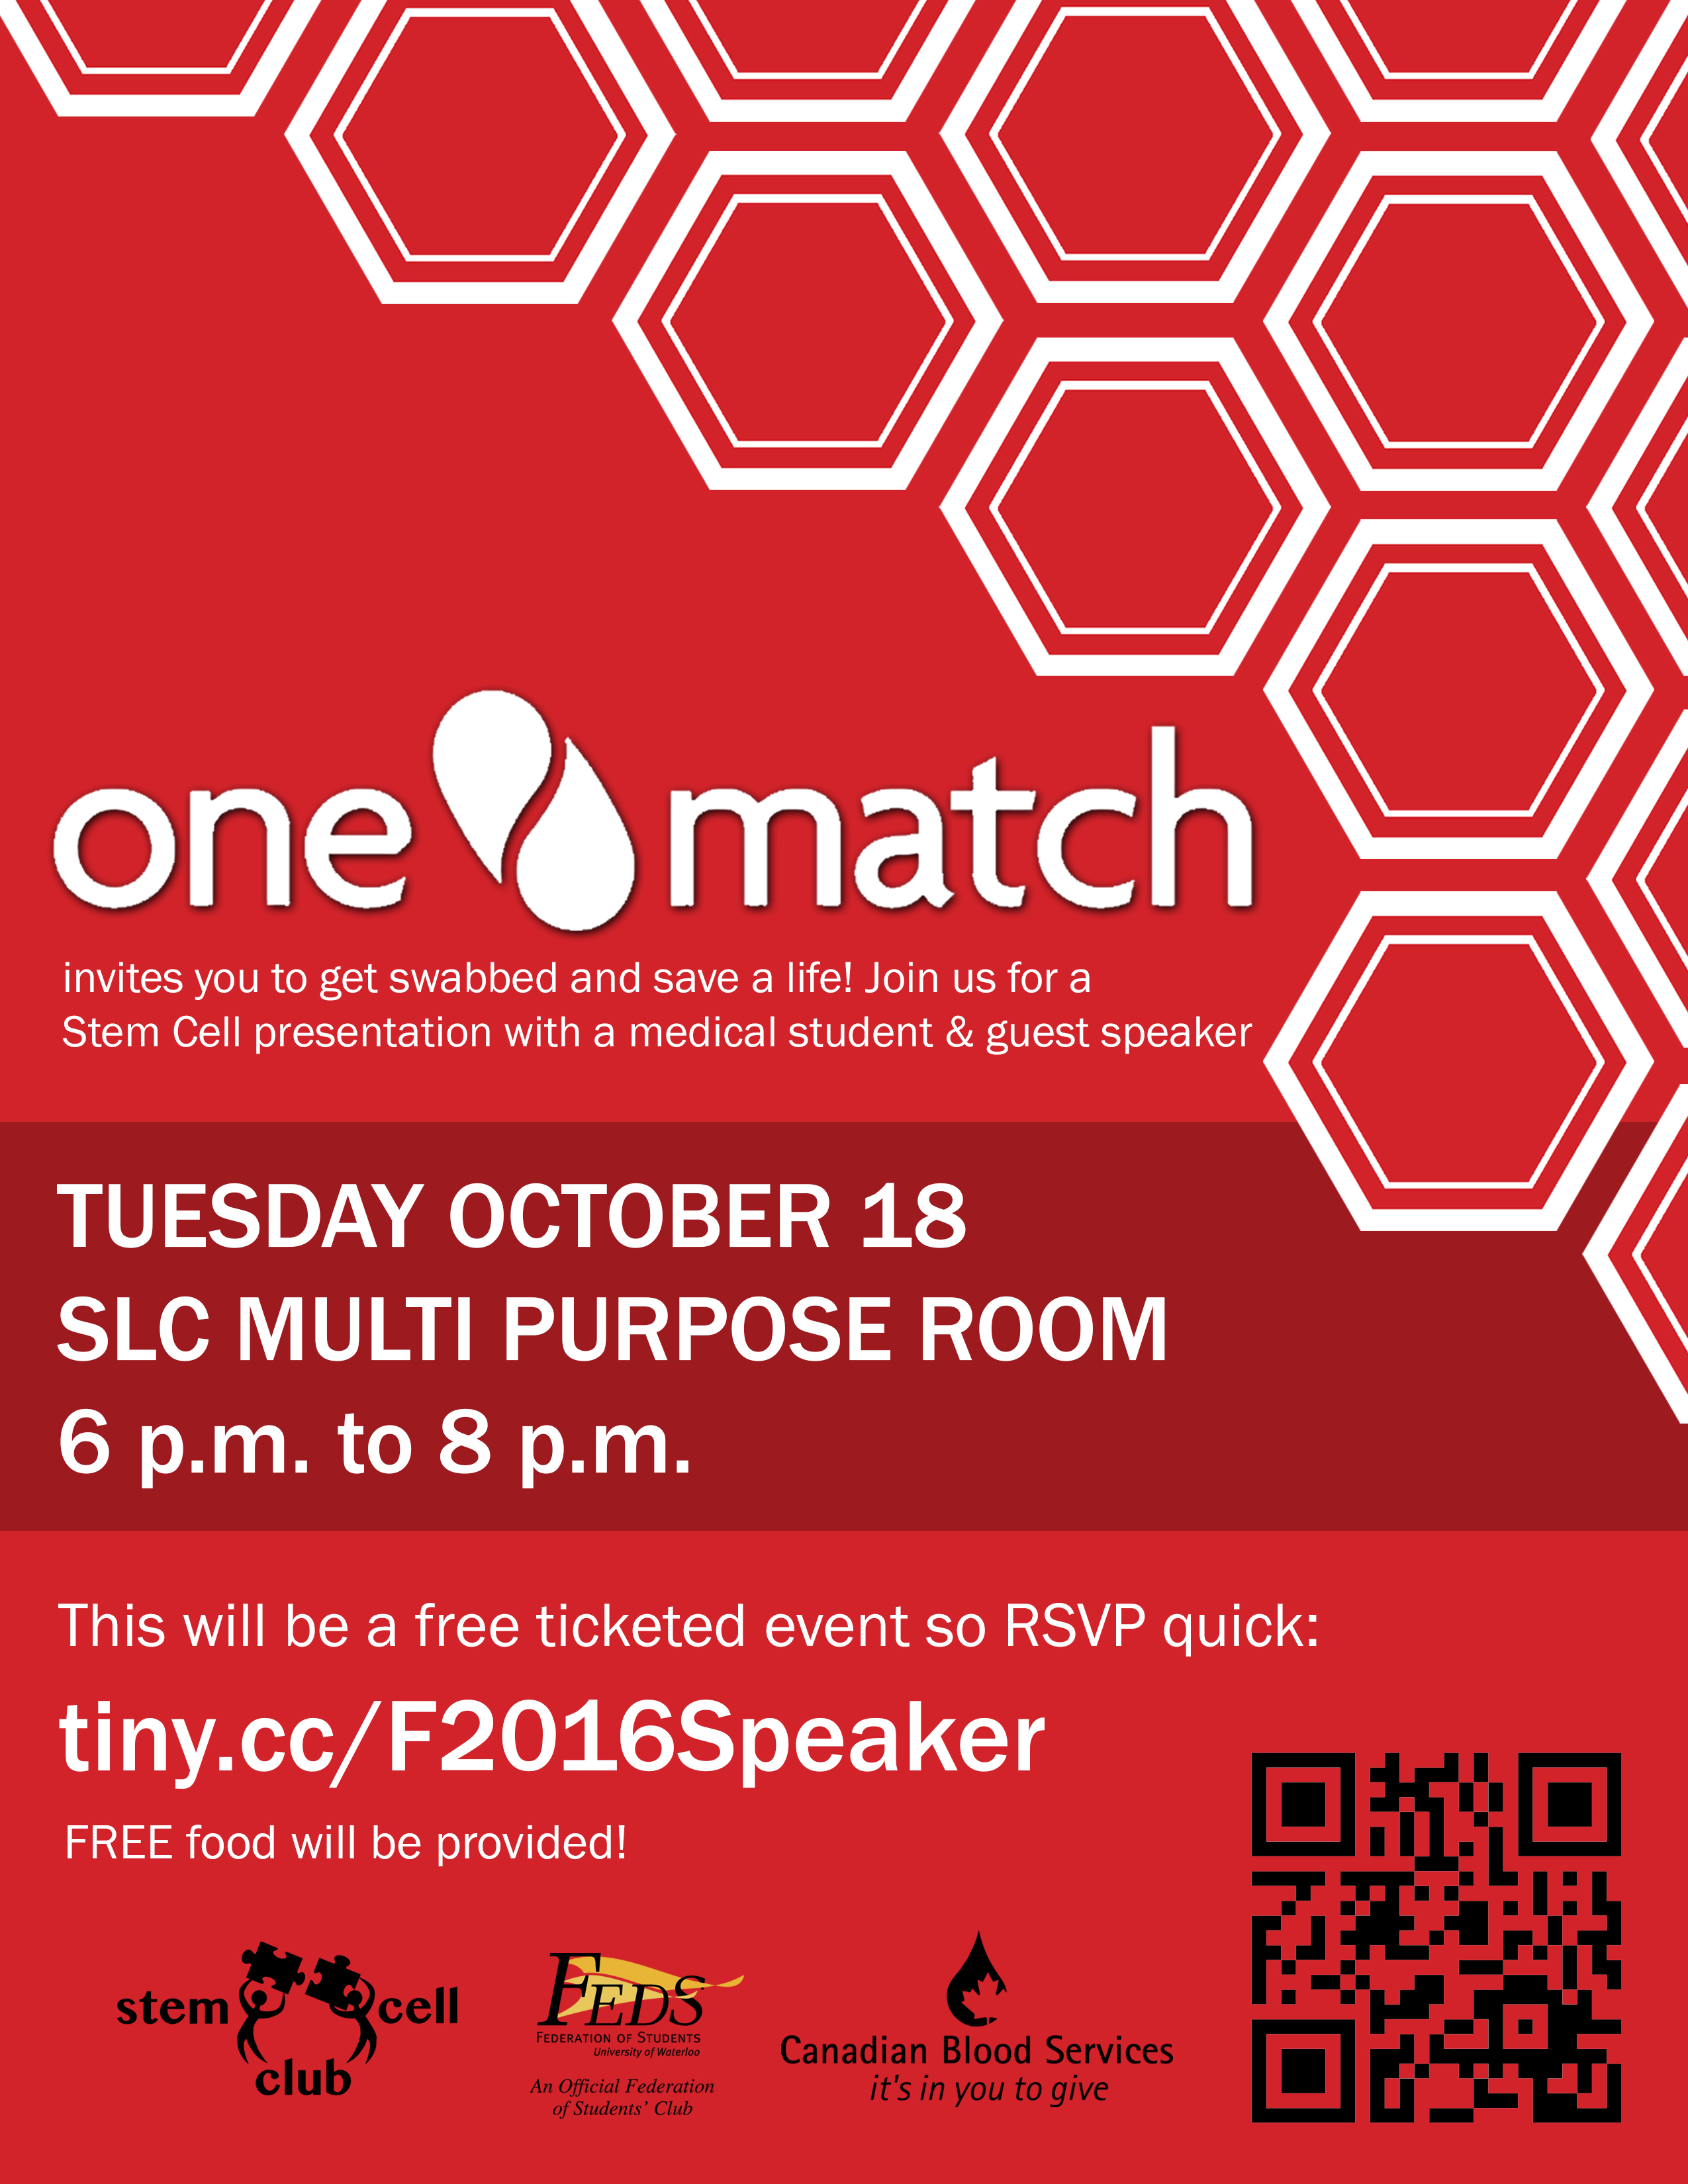 one match
invites you to get swabbed and save a life! Join us for a
Stem Cell presentation with a medical student & guest speaker
TUESDAY OCTOBER 18
SLC MULTI PURPOSE ROOM
6 p.m. to 8 p.m.
This will be a free ticketed event so RSVP quick:
tiny.cc/F2016Speaker
FREE food will be provided!
stem cell
club
FEDS
FEDERATION OF STUDENTS
University of Waterloo
An Official Federation
of Students' Club
Canadian Blood Services
it's in you to give